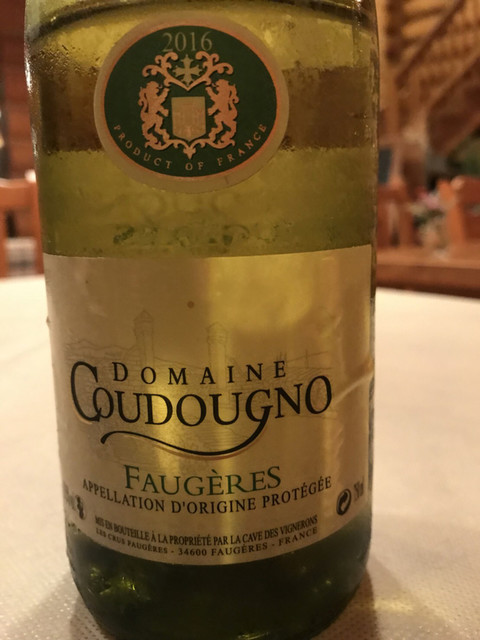 2016
PRODUCT OF FRANCE
DOMAINE
COUDOUGNO
FAUGÈRES
APPELLATION D'ORIGINE PROTÉGÉE
MIS EN BOUTEILLE À LA PROPRIÉTÉ PAR LA CAVE DES VIGNERONS
LES CRUS FAUGÈRES - 34600 FAUGÈRES - FRANCE